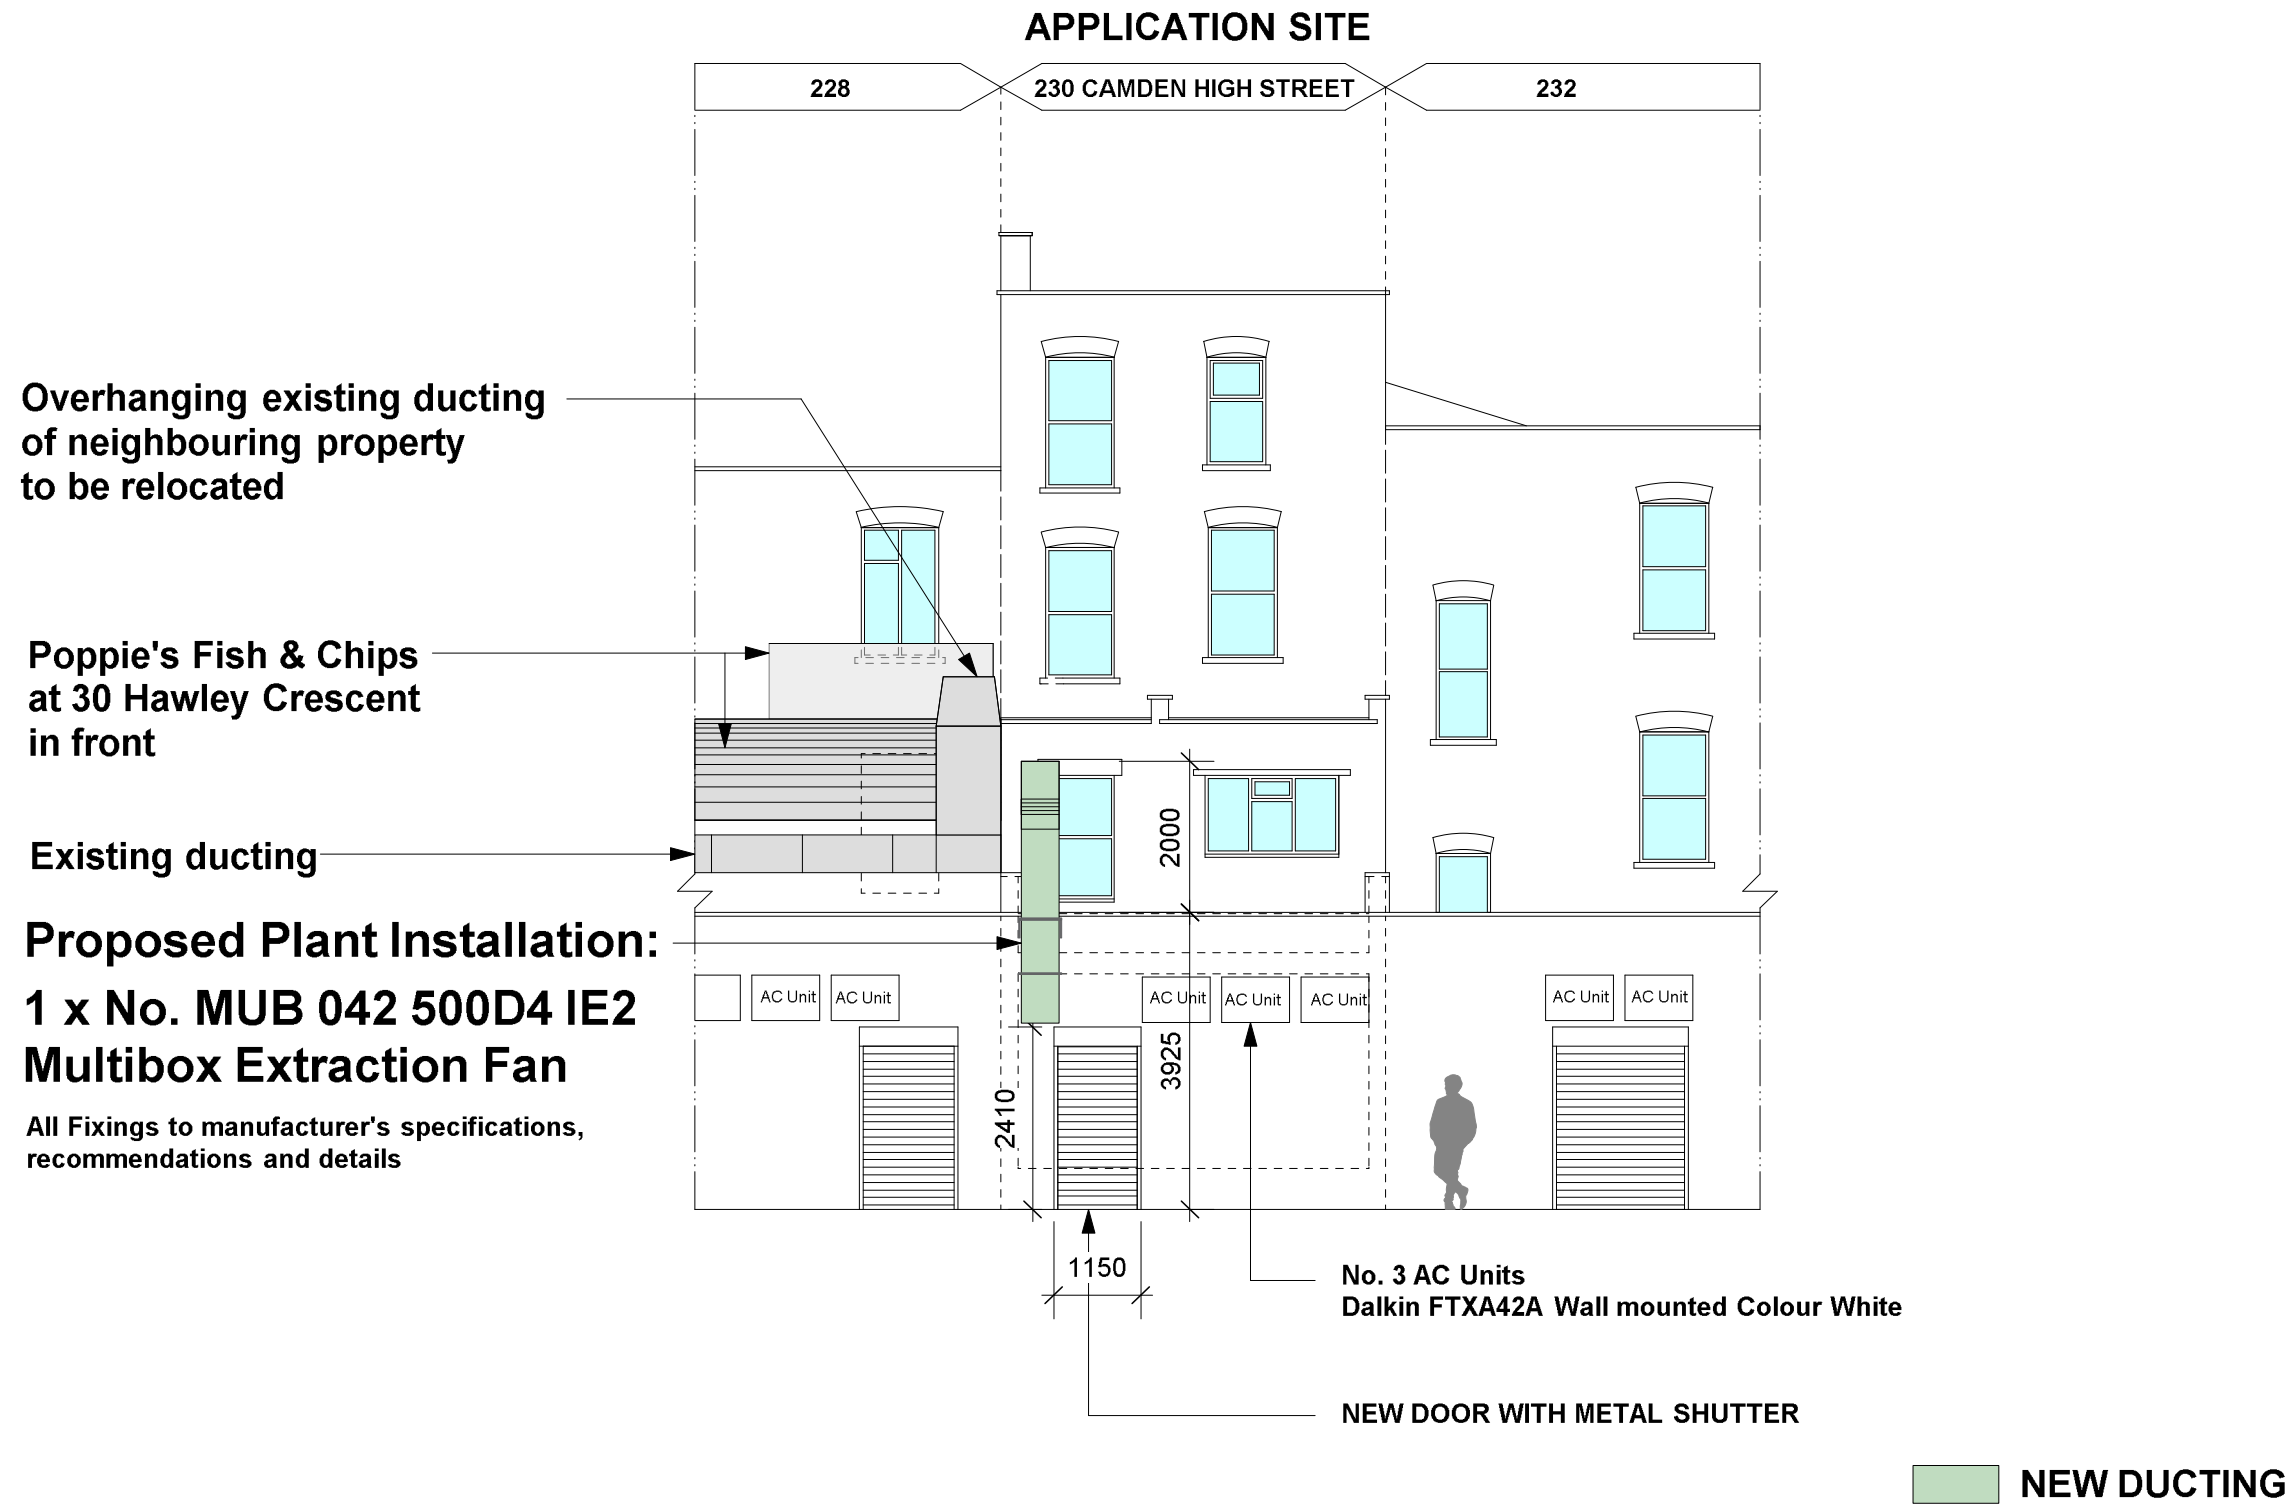 APPLICATION SITE
228
230 CAMDEN HIGH STREET
232
Overhanging existing ducting
of neighbouring property
to be relocated
Poppie's Fish & Chips
at 30 Hawley Crescent
in front
2000
Existing ducting
Proposed Plant Installation:
1 x No. MUB 042 500D4 IE2
Multibox Extraction Fan
All Fixings to manufacturer's specifications,
recommendations and details
AC Unit
AC Unit
AC Unit
AC Unit
AC Unit
AC Unit
AC Unit
3925
2410
1150
No. 3 AC Units
Dalkin FTXA42A Wall mounted Colour White
NEW DOOR WITH METAL SHUTTER
NEW DUCTING